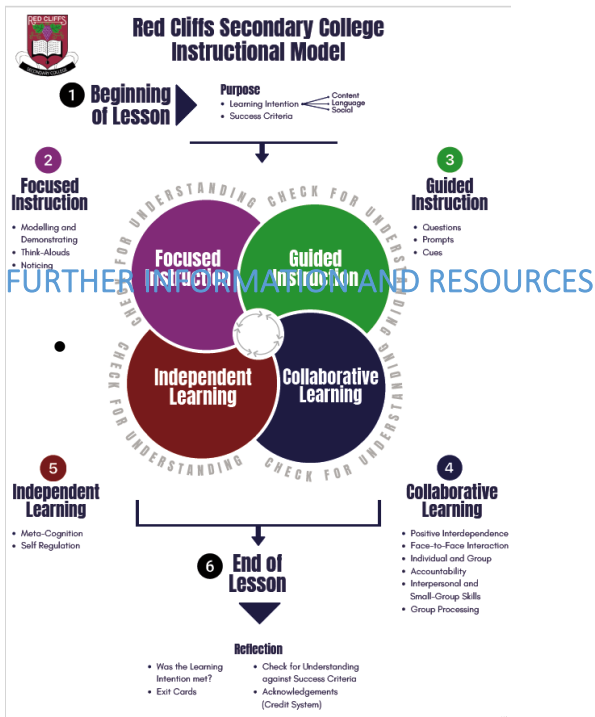 RED CLIFFS
SECONDARY COLLEGE
Red Cliffs Secondary College
Instructional Model
1 Beginning
of Lesson
Purpose
• Learning Intention
Content
Language
Social
• Success Criteria
2
Focused
Instruction
• Modelling and
Demonstrating
• Think-Alouds
• Noticing
3
Guided
Instruction
• Questions
• Prompts
• Cues
CHECK FOR UNDERSTANDING
CHECK FOR UNDERSTANDING
Focused
Instruction
Guided
Instruction
FURTHER INFORMATION AND RESOURCES
Independent
Learning
Collaborative
Learning
CHECK FOR UNDERSTANDING
CHECK FOR UNDERSTANDING
5
Independent
Learning
• Meta-Cognition
• Self Regulation
4
Collaborative
Learning
• Positive Interdependence
• Face-to-Face Interaction
• Individual and Group
• Accountability
• Interpersonal and
Small-Group Skills
• Group Processing
6 End of
Lesson
Reflection
• Was the Learning
Intention met?
• Exit Cards
• Check for Understanding
against Success Criteria
• Acknowledgements
(Credit System)